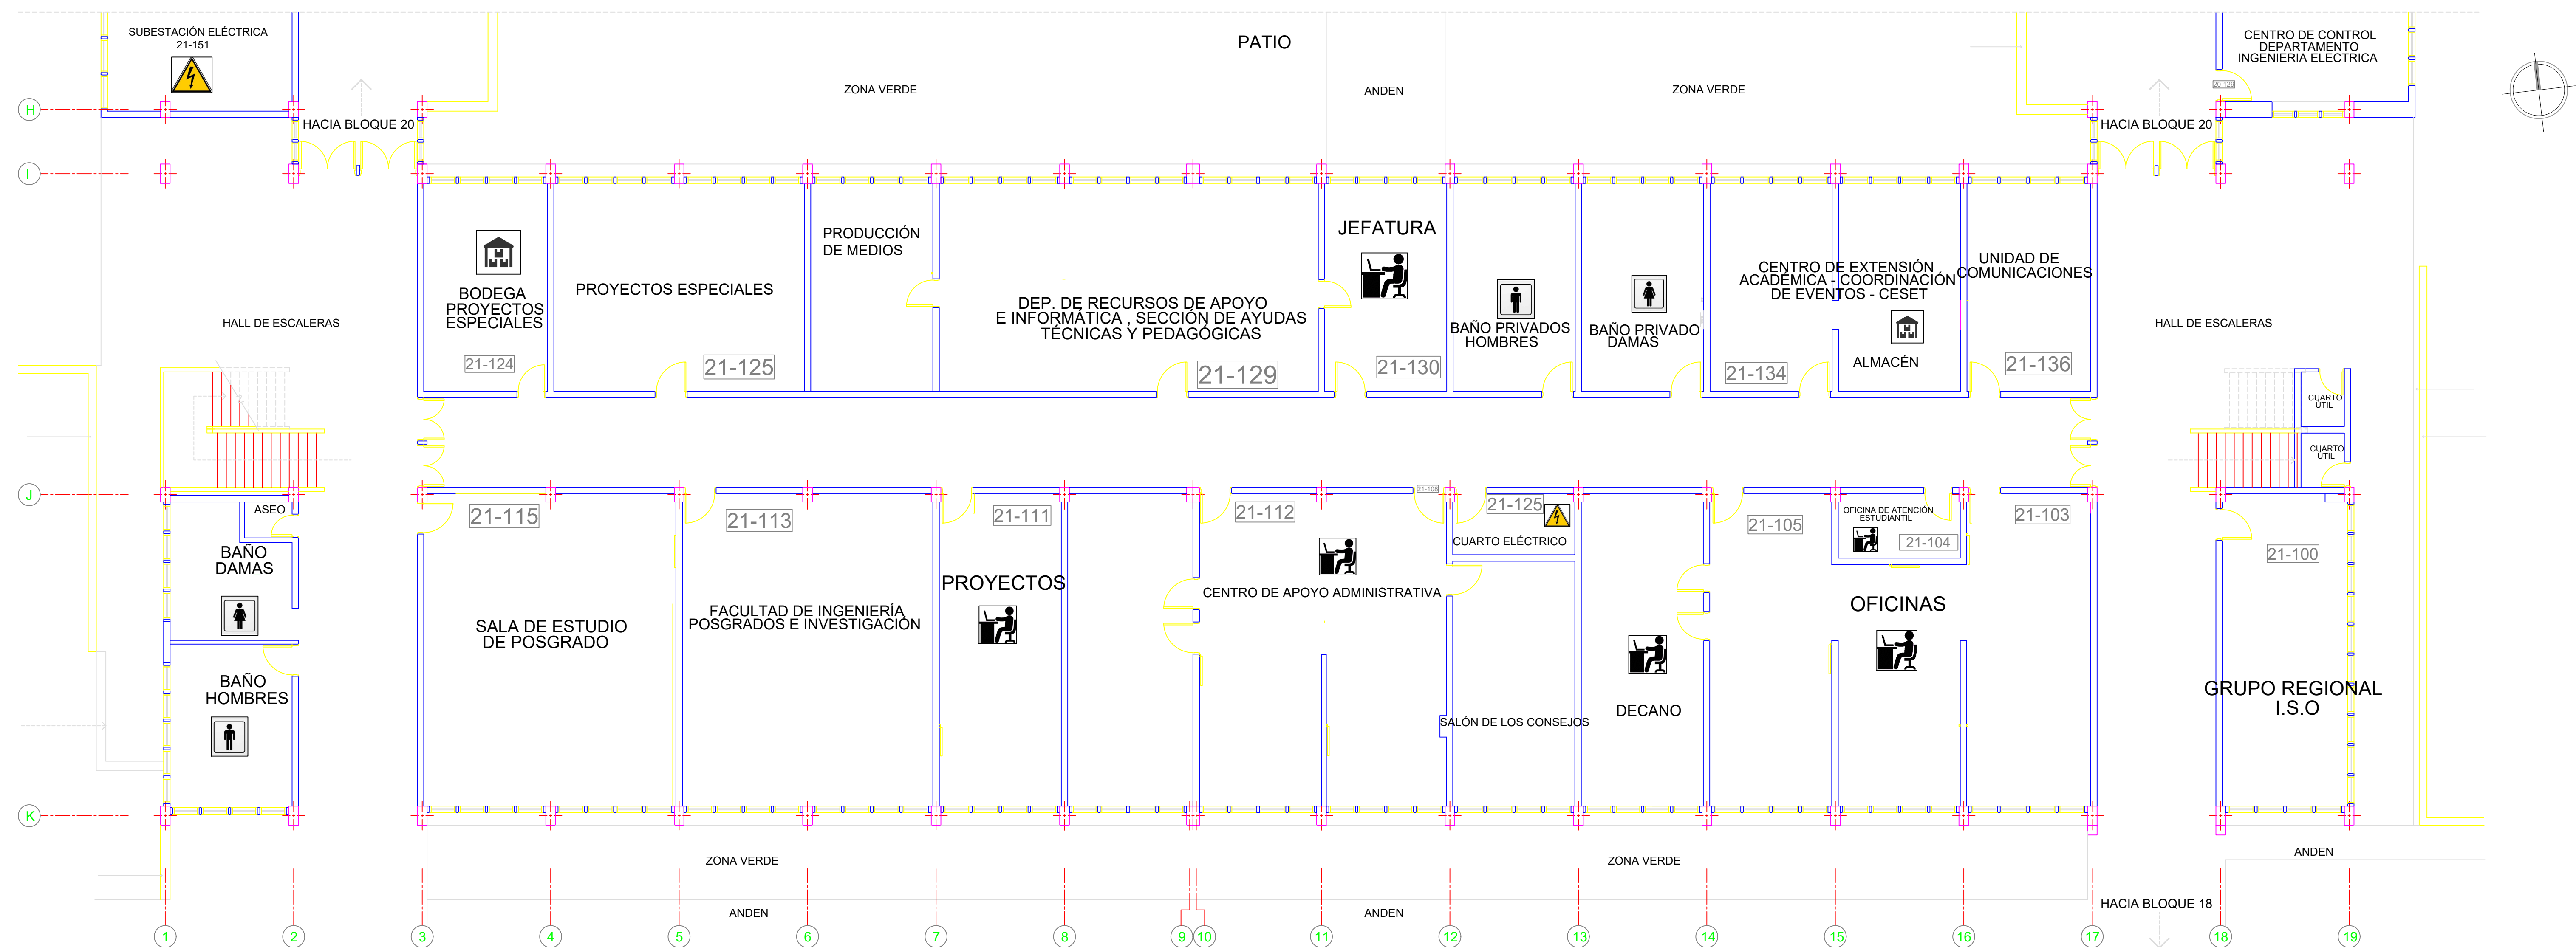 SUBESTACIÓN ELÉCTRICA
21-151
PATIO
CENTRO DE CONTROL
DEPARTAMENTO
INGENIERIA ELECTRICA
ZONA VERDE
ANDEN
ZONA VERDE
20-129
H
HACIA BLOQUE 20
HACIA BLOQUE 20
I
BODEGA
PROYECTOS
ESPECIALES
21-124
PROYECTOS ESPECIALES
21-125
PRODUCCIÓN
DE MEDIOS
DEP. DE RECURSOS DE APOYO
E INFORMÁTICA , SECCIÓN DE AYUDAS
TÉCNICAS Y PEDAGÓGICAS
21-129
JEFATURA
21-130
BAÑO PRIVADOS
HOMBRES
BAÑO PRIVADO
DAMAS
CENTRO DE EXTENSIÓN
ACADÉMICA - COORDINACIÓN
DE EVENTOS - CESET
21-134
ALMACÉN
UNIDAD DE
COMUNICACIONES
21-136
HALL DE ESCALERAS
HALL DE ESCALERAS
CUARTO
ÚTIL
CUARTO
ÚTIL
J
ASEO
BAÑO
DAMAS
BAÑO
HOMBRES
21-115
SALA DE ESTUDIO
DE POSGRADO
21-113
FACULTAD DE INGENIERÍA
POSGRADOS E INVESTIGACIÓN
21-111
PROYECTOS
21-112
CENTRO DE APOYO ADMINISTRATIVA
21-108
21-125
CUARTO ELÉCTRICO
SALÓN DE LOS CONSEJOS
DECANO
21-105
OFICINA DE ATENCIÓN
ESTUDIANTIL
21-104
OFICINAS
21-103
21-100
GRUPO REGIONAL
I.S.O
K
ZONA VERDE
ZONA VERDE
ANDEN
ANDEN
ANDEN
HACIA BLOQUE 18
1
2
3
4
5
6
7
8
9
10
11
12
13
14
15
16
17
18
19